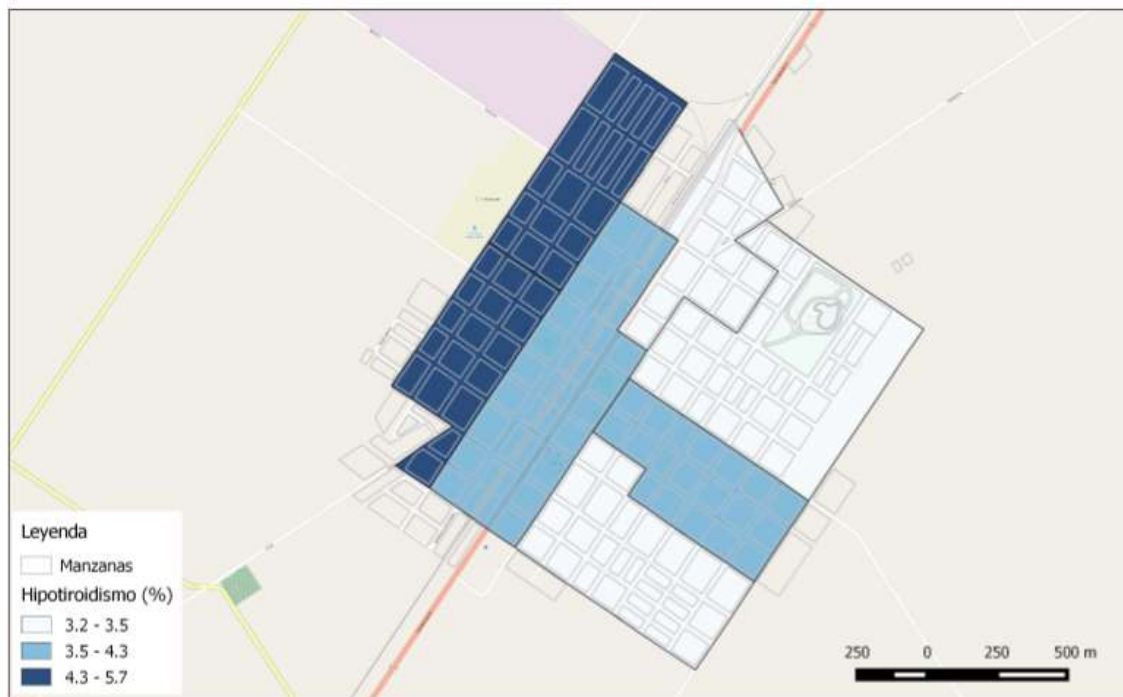 Leyenda
Manzanas
Hipotiroidismo (%)
3.2 - 3.5
3.5 - 4.3
4.3 - 5.7
250 0 250 500 m